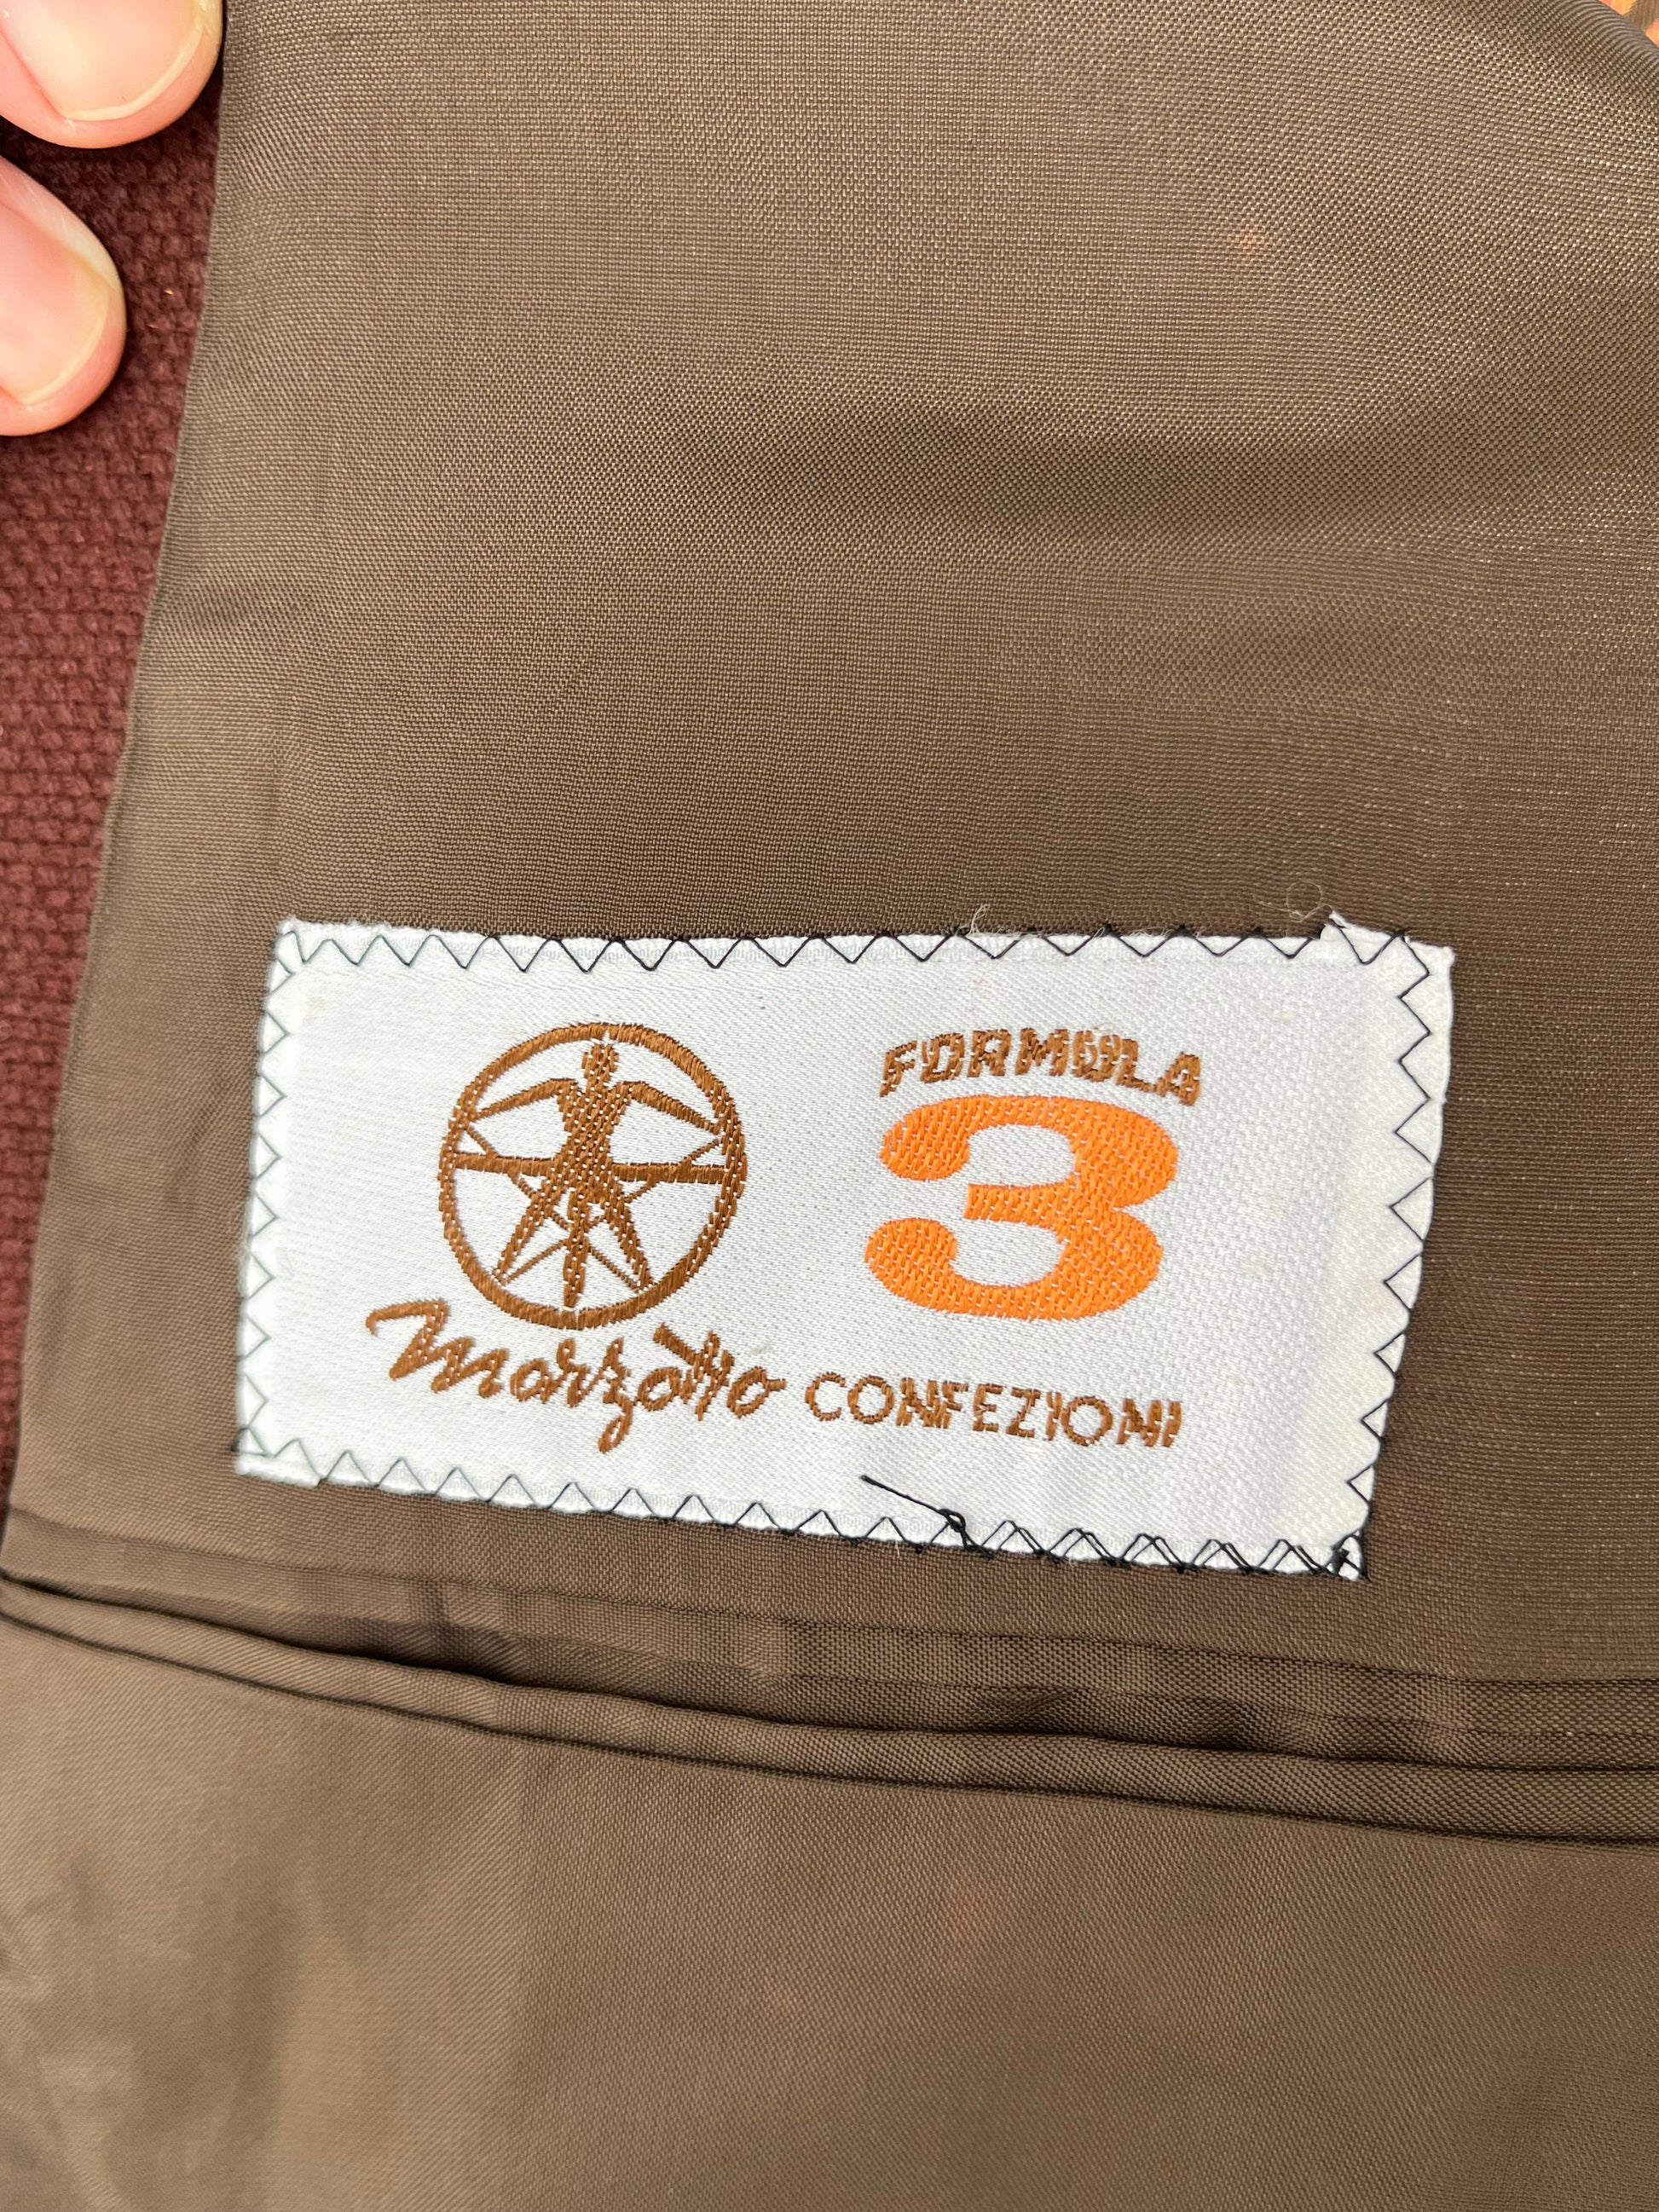 FORMULA
3
Marzotto CONFEZIONI